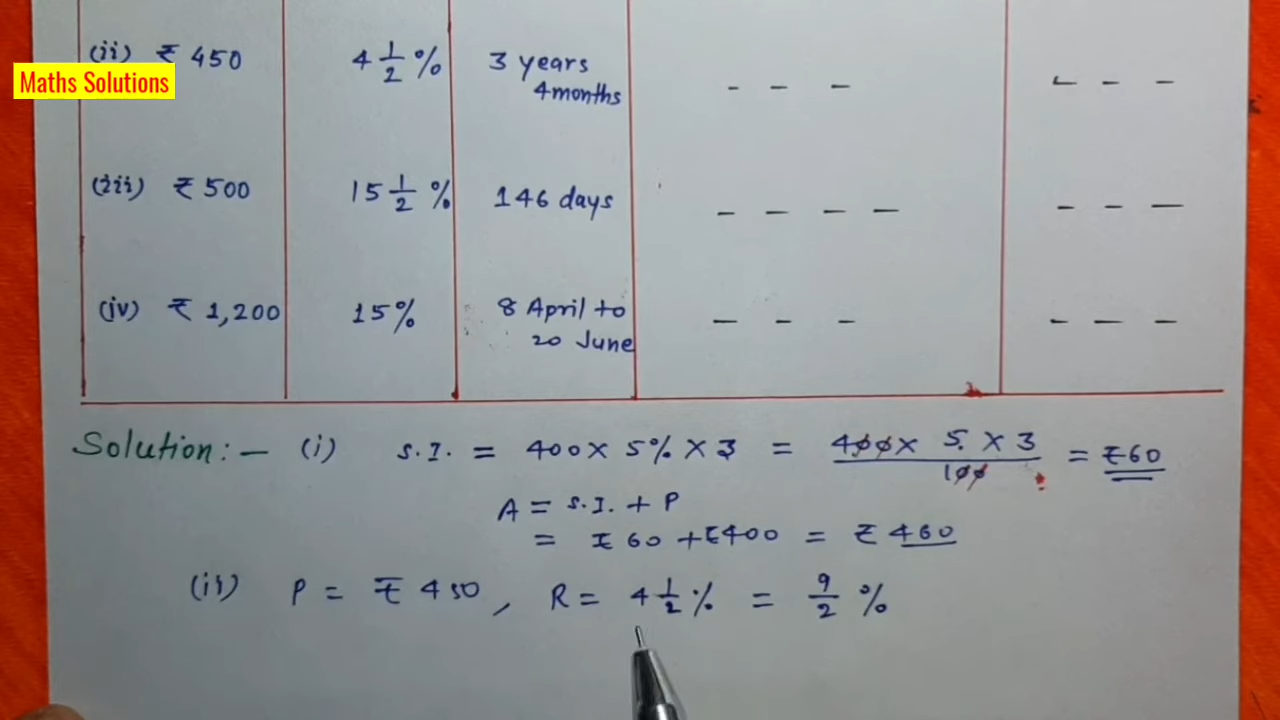 (ii) ₹ 450 4 1/2 % 3 years
Maths Solutions
4 months
(iii) ₹ 500 15 1/2 % 146 days
(iv) ₹ 1,200 15% 8 April to
20 June
Solution:- (i) S.I. = 400 × 5% × 3 = 400 × 5 × 3 / 100 = ₹60
A = S.I. + P
= ₹ 60 + ₹400 = ₹ 460
(ii) P = ₹ 450, R = 4 1/2 % = 9/2 %